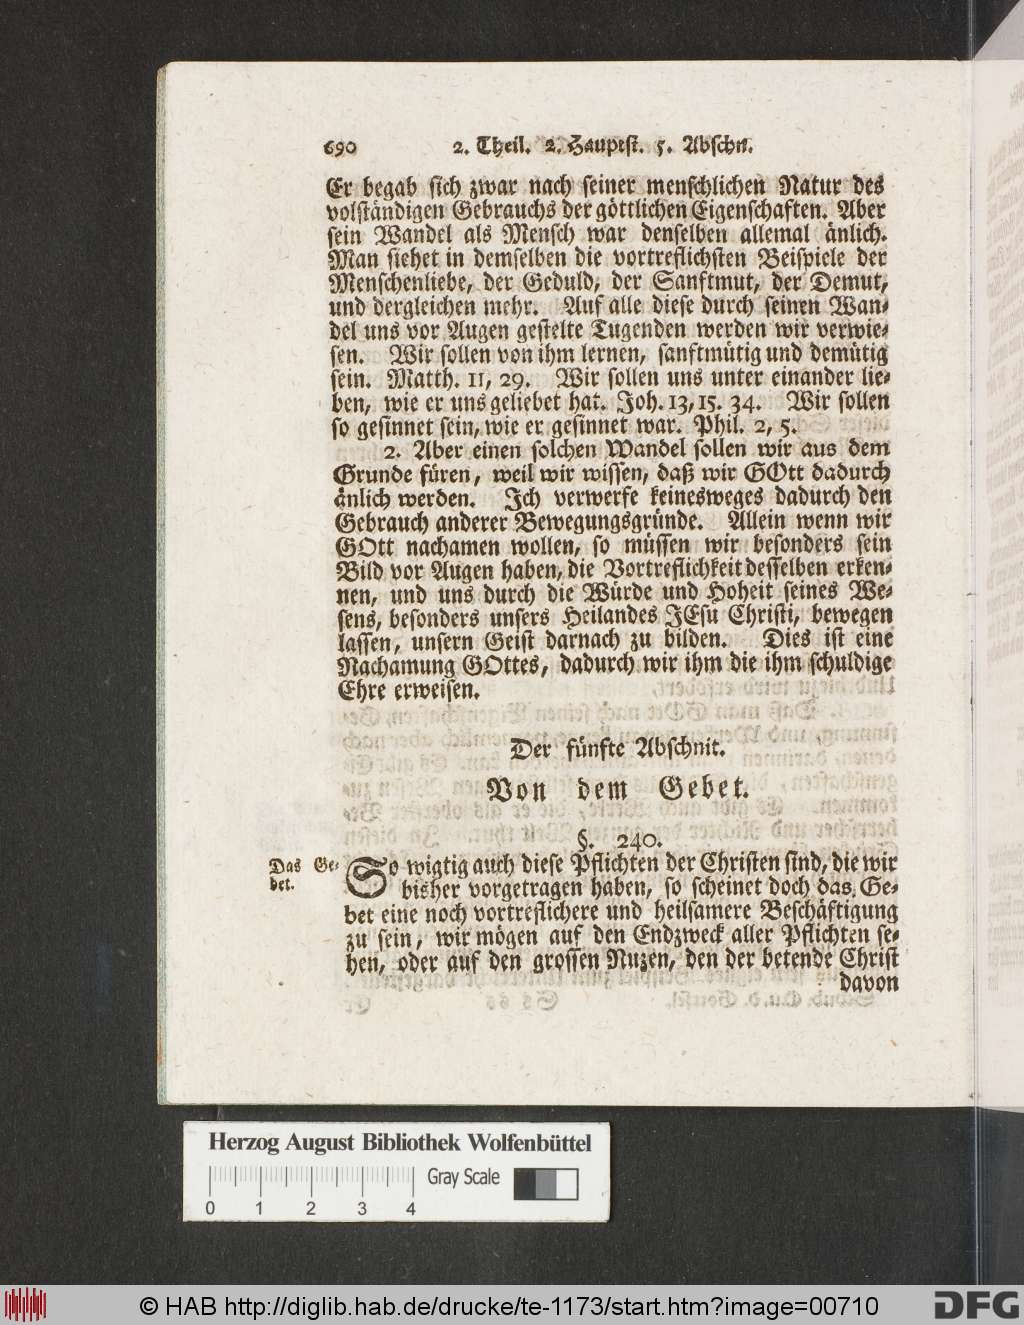 690 2. Theil. 2. Hauptst. 5. Abschn.
Er begab sich zwar nach seiner menschlichen Natur des
volständigen Gebrauchs der göttlichen Eigenschaften. Aber
sein Wandel als Mensch war denselben allemal änlich.
Man siehet in demselben die vortreflichsten Beispiele der
Menschenliebe, der Geduld, der Sanftmut, der Demut,
und dergleichen mehr. Auf alle diese durch seinen Wan-
del uns vor Augen gestelte Tugenden werden wir verwie-
sen. Wir sollen von ihm lernen, sanftmütig und demütig
sein. Matth. 11, 29. Wir sollen uns unter einander lie-
ben, wie er uns geliebet hat. Joh. 13, 15. 34. Wir sollen
so gesinnet sein, wie er gesinnet war. Phil. 2, 5.
2. Aber einen solchen Wandel sollen wir aus dem
Grunde füren, weil wir wissen, daß wir GOtt dadurch
änlich werden. Ich verwerfe keinesweges dadurch den
Gebrauch anderer Bewegungsgründe. Allein wenn wir
GOtt nachamen wollen, so müssen wir besonders sein
Bild vor Augen haben, die Vortreflichkeit desselben erken-
nen, und uns durch die Würde und Hoheit seines We-
sens, besonders unsers Heilandes JEsu Christi, bewegen
lassen, unsern Geist darnach zu bilden. Dies ist eine
Nachamung GOttes, dadurch wir ihm die ihm schuldige
Ehre erweisen.
Der fünfte Abschnit.
Von dem Gebet.
§. 240.
Das Ge-
bet.
So wigtig auch diese Pflichten der Christen sind, die wir
bisher vorgetragen haben, so scheinet doch das Ge-
bet eine noch vortreflichere und heilsamere Beschäftigung
zu sein, wir mögen auf den Endzweck aller Pflichten se-
hen, oder auf den grossen Nuzen, den der betende Christ
davon
Herzog August Bibliothek Wolfenbüttel
Gray Scale
0 1 2 3 4
© HAB http://diglib.hab.de/drucke/te-1173/start.htm?image=00710
DFG